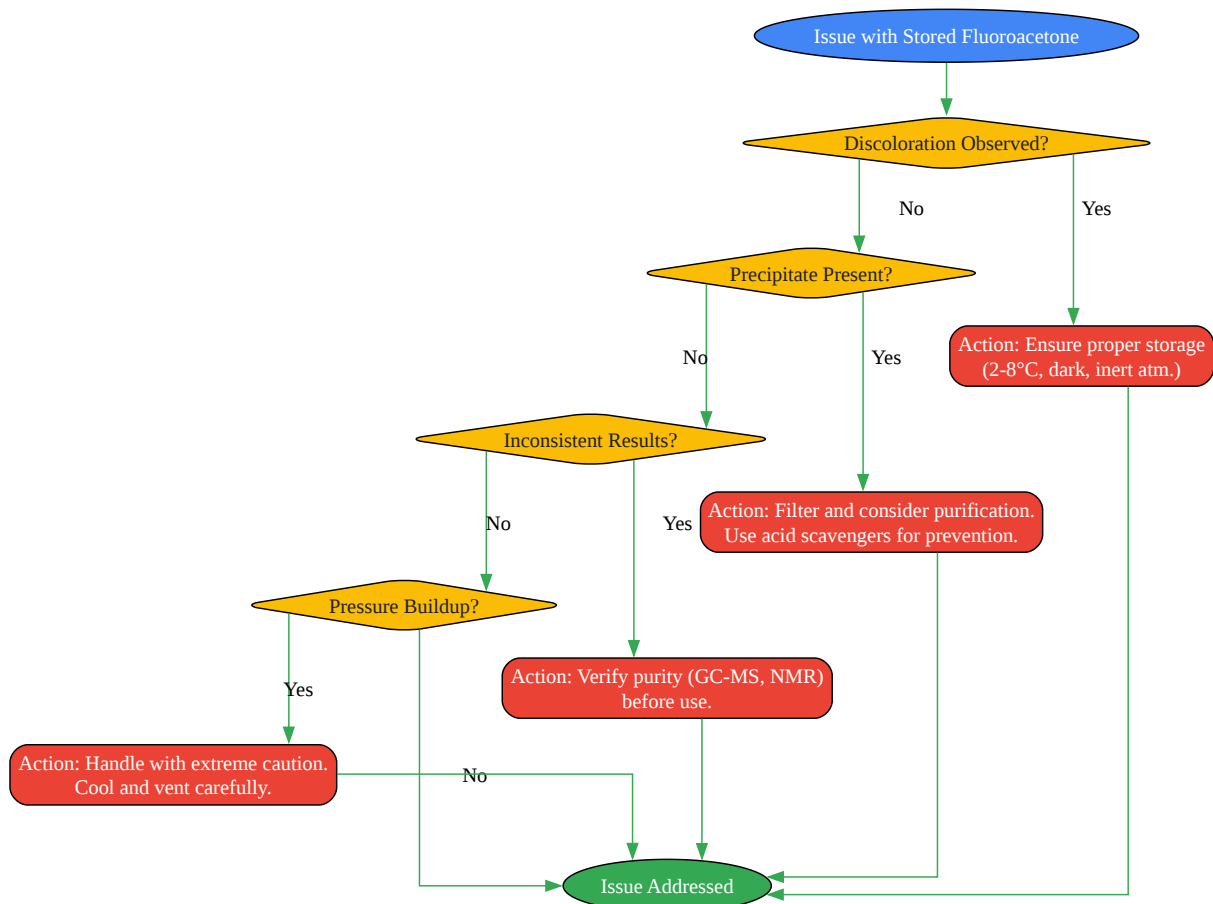 Issue with Stored Fluoroacetone
Discoloration Observed?
No
Yes
Precipitate Present?
Action: Ensure proper storage
(2-8°C, dark, inert atm.)
No
Yes
Inconsistent Results?
Action: Filter and consider purification.
Use acid scavengers for prevention.
No
Yes
Pressure Buildup?
Action: Verify purity (GC-MS, NMR)
before use.
Yes
Action: Handle with extreme caution.
Cool and vent carefully.
No
Issue Addressed